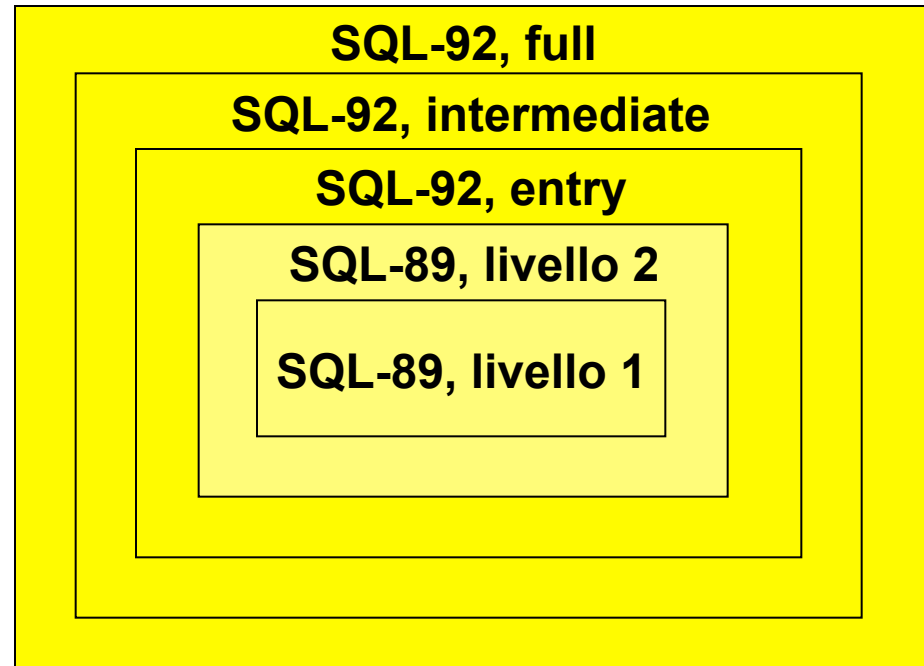 SQL-92, full
SQL-92, intermediate
SQL-92, entry
SQL-89, livello 2
SQL-89, livello 1